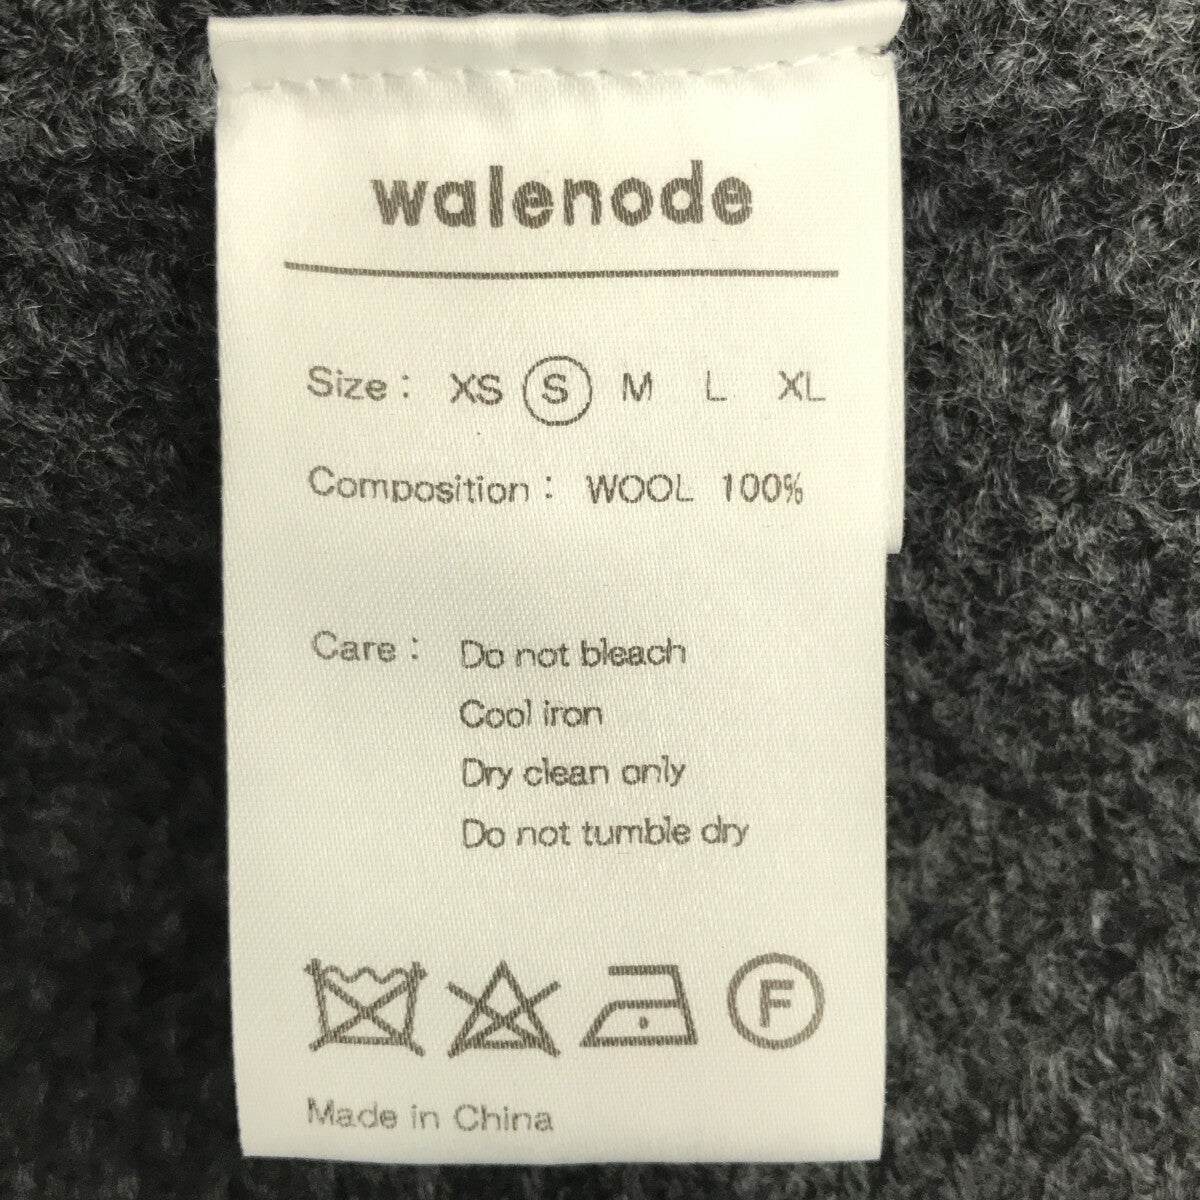 walenode
Size : XS S M L XL
Composition : WOOL 100%
Care : Do not bleach
Cool iron
Dry clean only
Do not tumble dry
F
Made in China